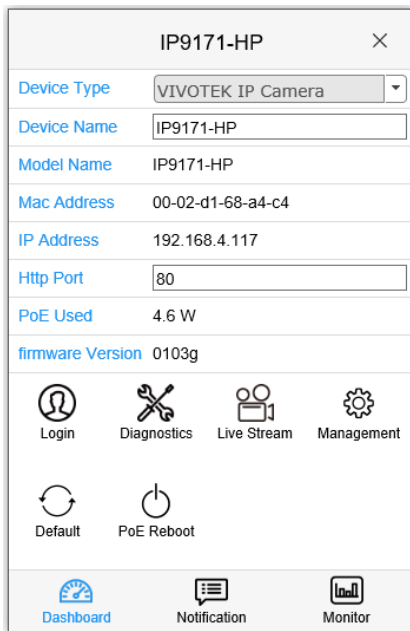 IP9171-HP
Device Type VIVOTEK IP Camera
Device Name IP9171-HP
Model Name IP9171-HP
Mac Address 00-02-d1-68-a4-c4
IP Address 192.168.4.117
Http Port 80
PoE Used 4.6 W
firmware Version 0103g
Login Diagnostics Live Stream Management
Default PoE Reboot
Dashboard Notification Monitor